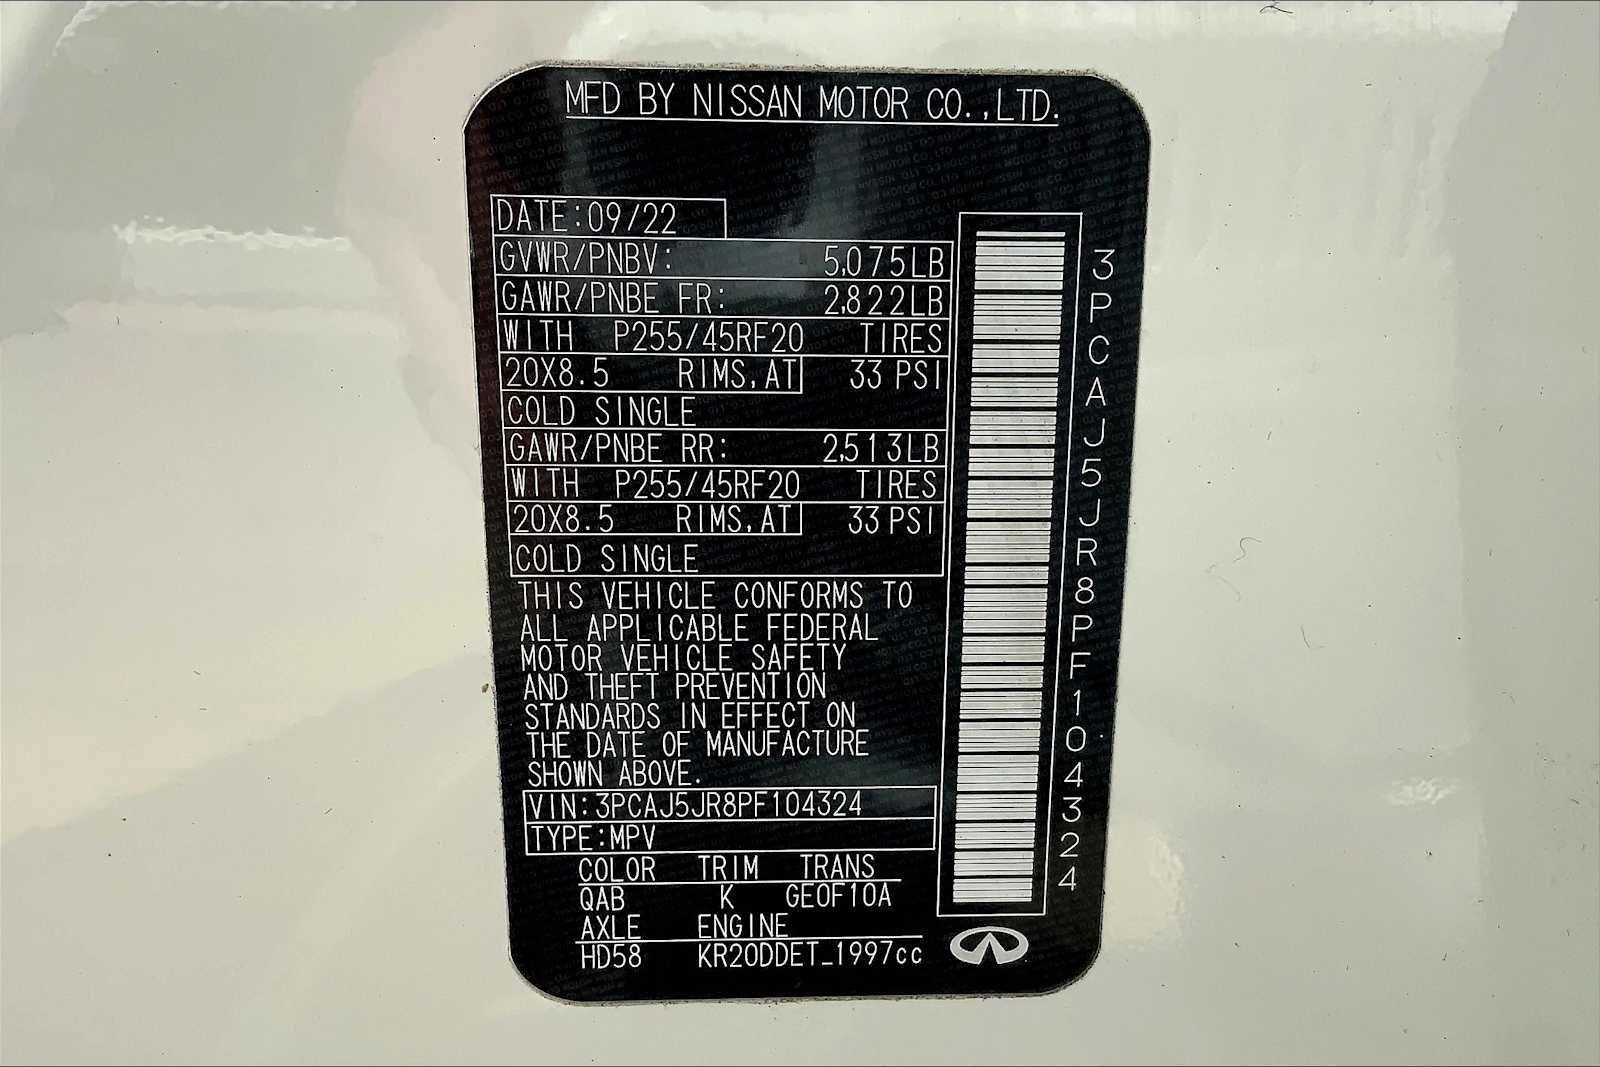 MFD BY NISSAN MOTOR CO.,LTD.
DATE:09/22
GVWR/PNBV: 5,075LB
GAWR/PNBE FR: 2,822LB
WITH P255/45RF20 TIRES
20X8.5 RIMS,AT 33 PSI
COLD SINGLE
GAWR/PNBE RR: 2,513LB
WITH P255/45RF20 TIRES
20X8.5 RIMS,AT 33 PSI
COLD SINGLE
THIS VEHICLE CONFORMS TO
ALL APPLICABLE FEDERAL
MOTOR VEHICLE SAFETY
AND THEFT PREVENTION
STANDARDS IN EFFECT ON
THE DATE OF MANUFACTURE
SHOWN ABOVE.
VIN:3PCAJ5JR8PF104324
TYPE:MPV
COLOR TRIM TRANS
QAB K GE0F10A
AXLE ENGINE
HD58 KR20DDET_1997cc
3PCAJ5JR8PF104324